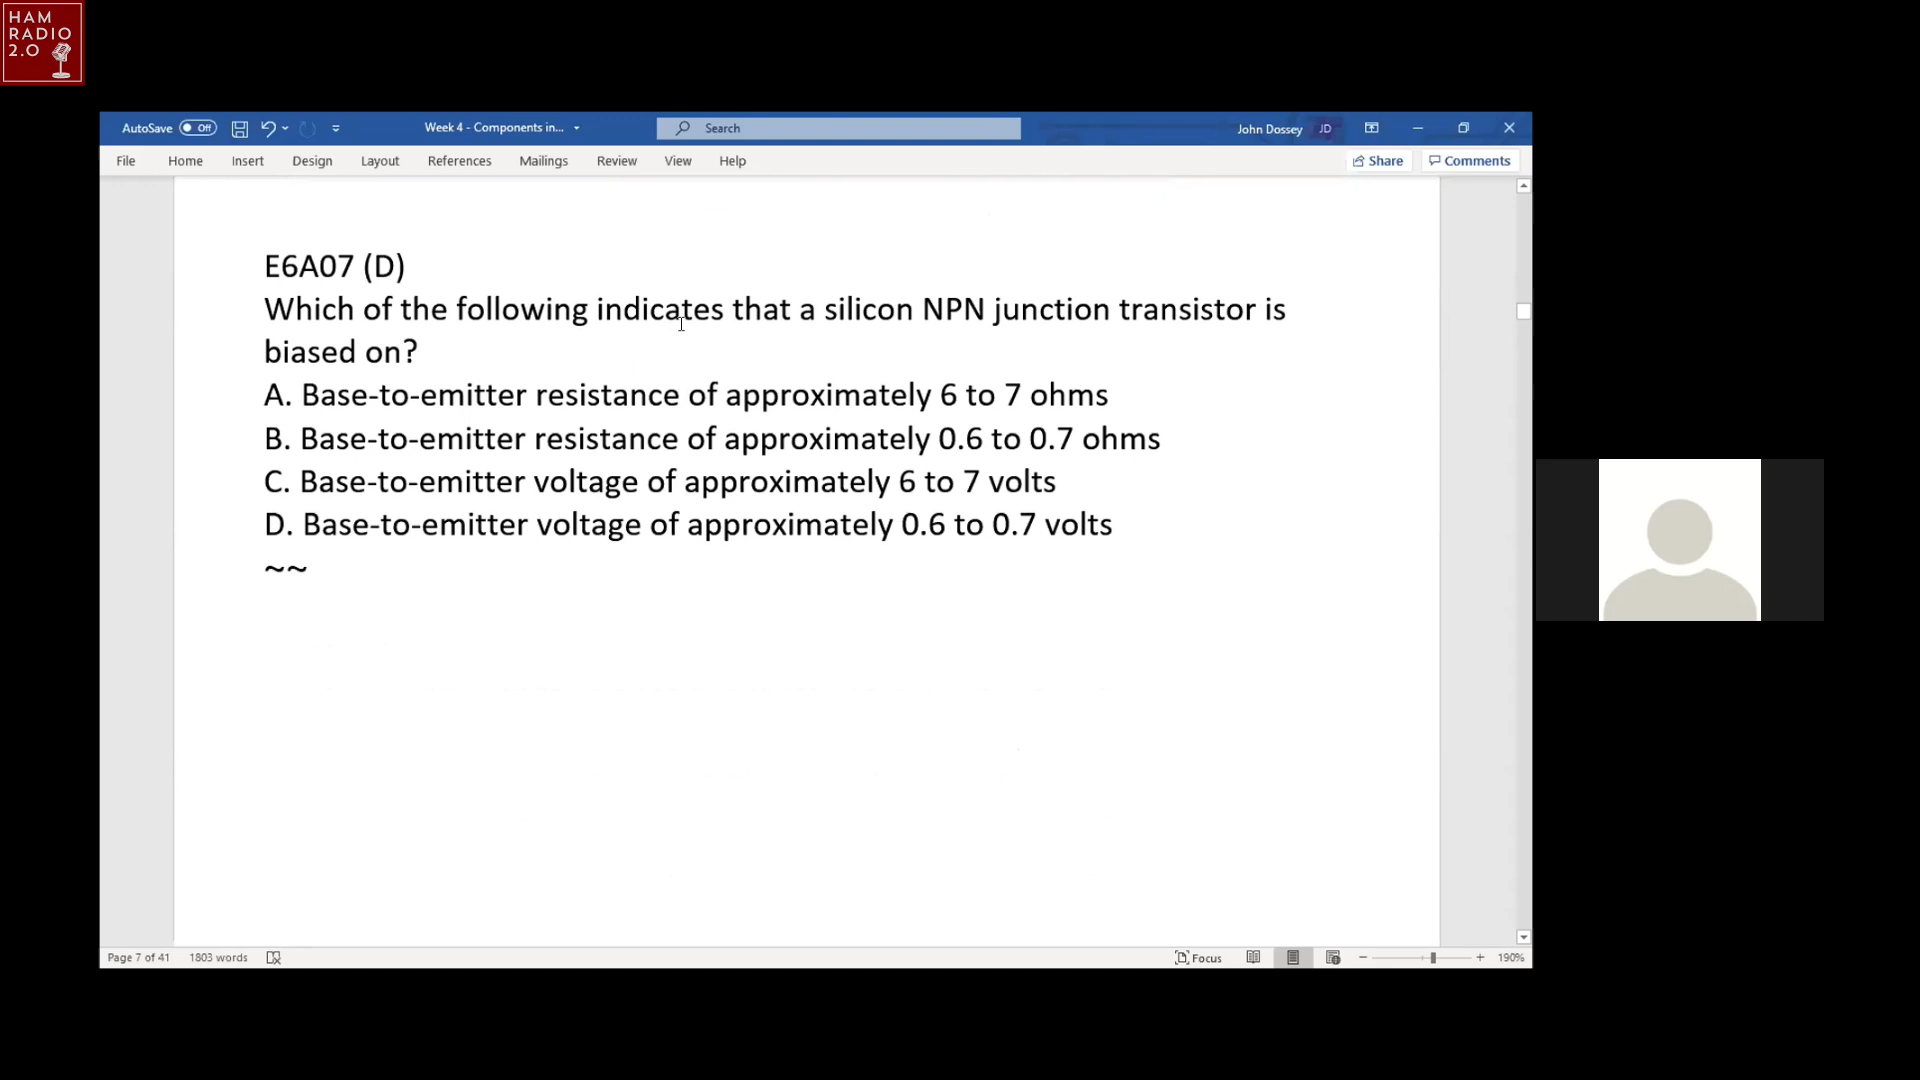 HAM
RADIO
2.0
AutoSave Off Week 4 - Components in... Search John Dossey JD
File Home Insert Design Layout References Mailings Review View Help Share Comments
E6A07 (D)
Which of the following indicates that a silicon NPN junction transistor is
biased on?
A. Base-to-emitter resistance of approximately 6 to 7 ohms
B. Base-to-emitter resistance of approximately 0.6 to 0.7 ohms
C. Base-to-emitter voltage of approximately 6 to 7 volts
D. Base-to-emitter voltage of approximately 0.6 to 0.7 volts
~~
Page 7 of 41 1803 words Focus 190%